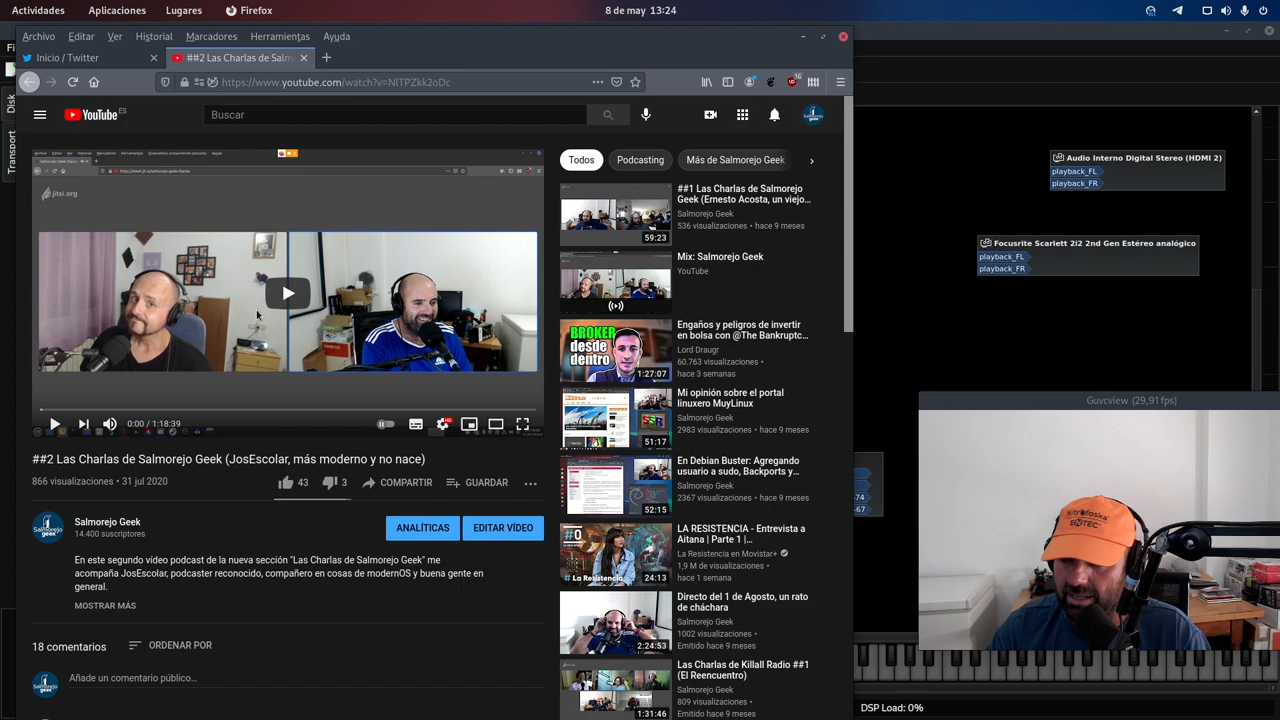 Actividades Aplicaciones Lugares Firefox 8 de may 13:24
Archivo Editar Ver Historial Marcadores Herramientas Ayuda
Inicio / Twitter
##2 Las Charlas de Salm
https://www.youtube.com/watch?v=NlTPZkk2oDc
16
YouTube ES
Buscar
jitsi.org
0:00 / 1:18:39
##2 Las Charlas de Salmorejo Geek (JosEscolar, más moderno y no nace)
866 visualizaciones • 31 jul 2020
43
3
COMPARTIR
GUARDAR
Salmorejo Geek
14.400 suscriptores
ANALÍTICAS
EDITAR VÍDEO
En este segundo vídeo podcast de la nueva sección "Las Charlas de Salmorejo Geek" me
acompaña JosEscolar, podcaster reconocido, compañero en cosas de modernOS y buena gente en
general.
MOSTRAR MÁS
18 comentarios
ORDENAR POR
Añade un comentario público...
Todos
Podcasting
Más de Salmorejo Geek
##1 Las Charlas de Salmorejo
Geek (Ernesto Acosta, un viejo...
Salmorejo Geek
536 visualizaciones • hace 9 meses
59:23
Mix: Salmorejo Geek
YouTube
BROKER
desde
dentro
1:27:07
Engaños y peligros de invertir
en bolsa con @The Bankruptc...
Lord Draugr
60.763 visualizaciones •
hace 3 semanas
51:17
Mi opinión sobre el portal
linuxero MuyLinux
Salmorejo Geek
2983 visualizaciones • hace 9 meses
52:15
En Debian Buster: Agregando
usuario a sudo, Backports y...
Salmorejo Geek
2367 visualizaciones • hace 9 meses
#0
# La Resistencia
24:13
LA RESISTENCIA - Entrevista a
Aitana | Parte 1 |...
La Resistencia en Movistar+
1,9 M de visualizaciones •
hace 1 semana
2:24:53
Directo del 1 de Agosto, un rato
de cháchara
Salmorejo Geek
1002 visualizaciones •
Emitido hace 9 meses
1:31:46
Las Charlas de Killall Radio ##1
(El Reencuentro)
Salmorejo Geek
809 visualizaciones •
Emitido hace 9 meses
Disk
Transport
Audio Interno Digital Stereo (HDMI 2)
playback_FL
playback_FR
Focusrite Scarlett 2i2 2nd Gen Estéreo analógico
playback_FL
playback_FR
-74
-67
Guvcview (29,91 fps)
DSP Load: 0%